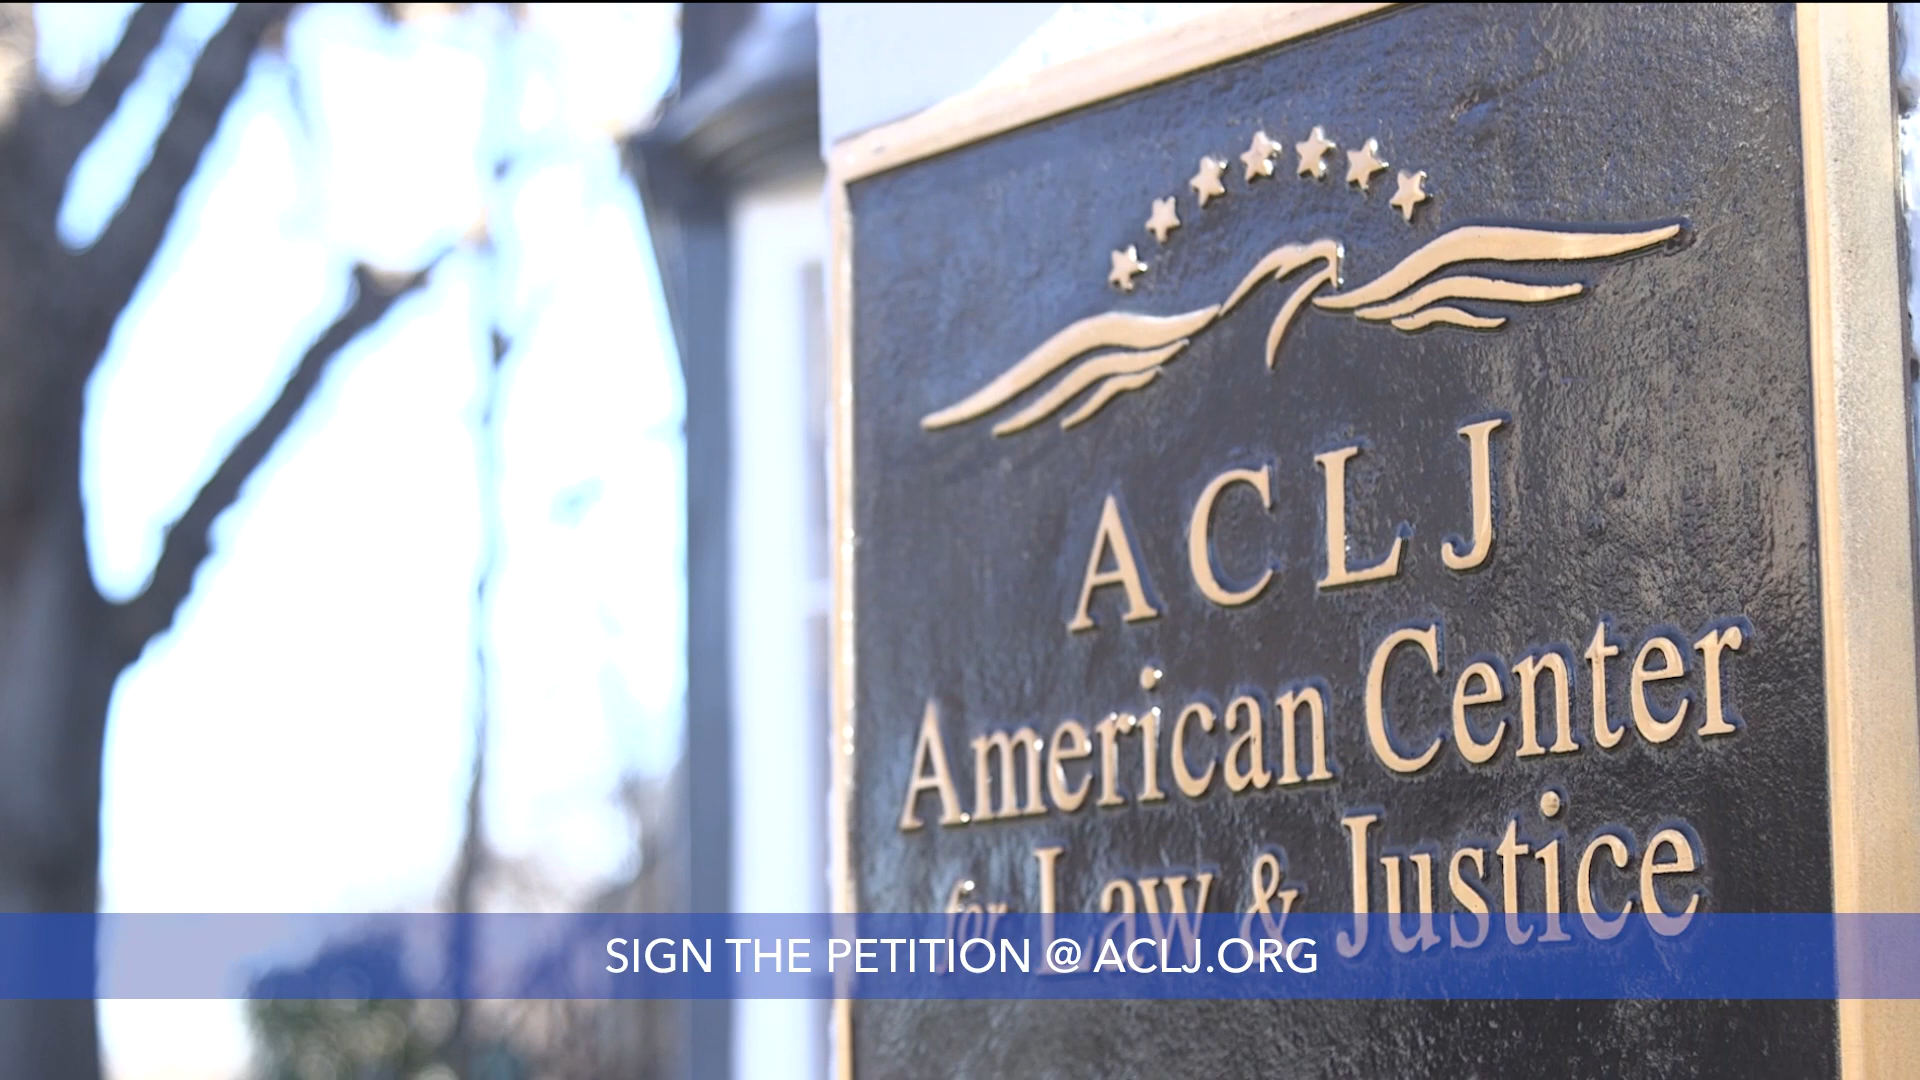 ACLJ
American Center
for Law & Justice
SIGN THE PETITION @ ACLJ.ORG